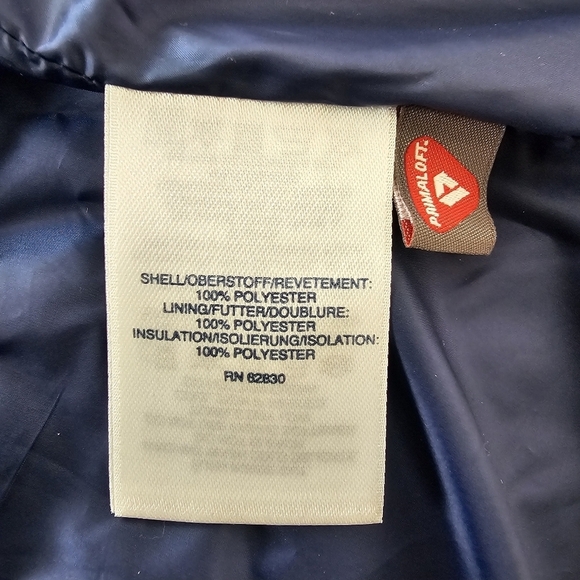 SHELL/OBERSTOFF/REVETEMENT:
100% POLYESTER
LINING/FUTTER/DOUBLURE:
100% POLYESTER
INSULATION/ISOLIERUNG/ISOLATION:
100% POLYESTER
RN 62830
PRIMALOFT